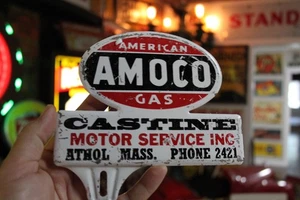 STAND
AMERICAN
AMOCO
GAS
CASTINE
MOTOR SERVICE INC
ATHOL MASS. PHONE 2421